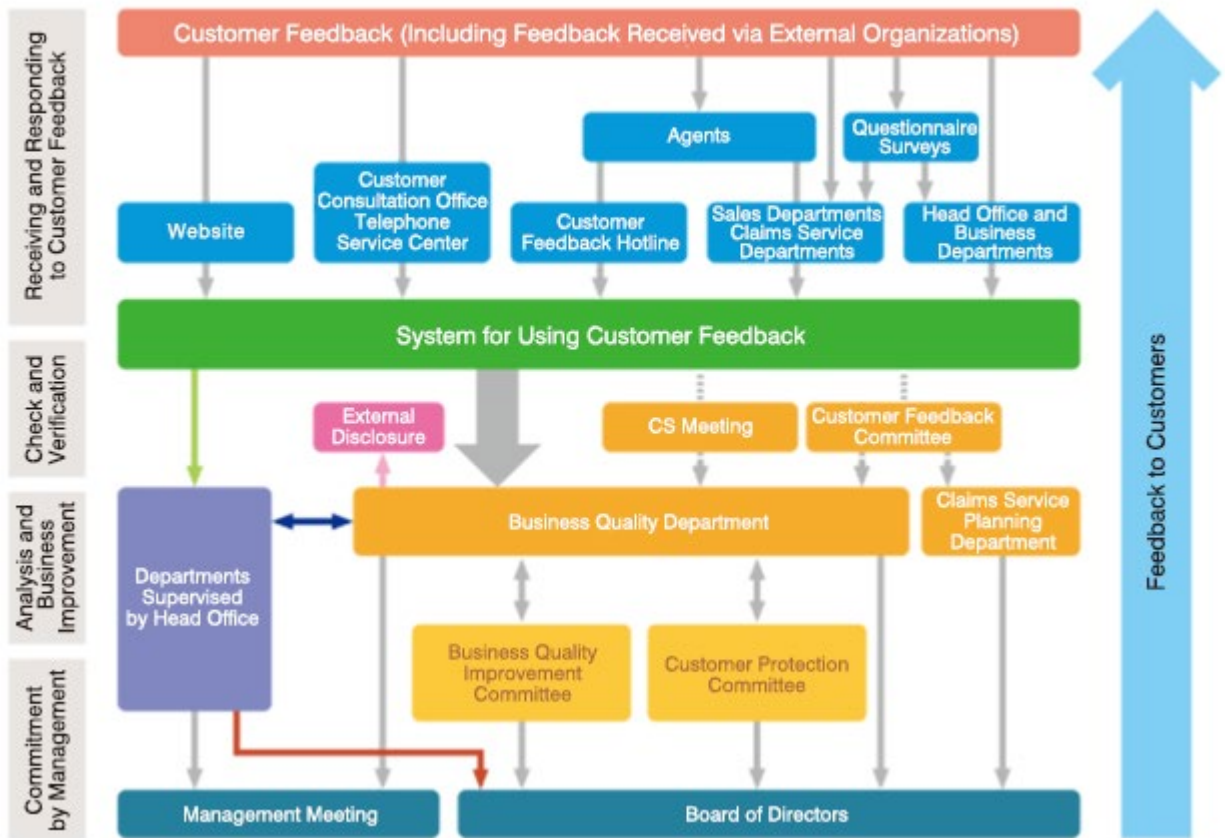 Customer Feedback (Including Feedback Received via External Organizations)
Receiving and Responding
to Customer Feedback
Agents
Questionnaire
Surveys
Website
Customer
Consultation Office
Telephone
Service Center
Customer
Feedback Hotline
Sales Departments
Claims Service
Departments
Head Office and
Business
Departments
System for Using Customer Feedback
Check and
Verification
External
Disclosure
CS Meeting
Customer Feedback
Committee
Analysis and
Business
Improvement
Departments
Supervised
by Head Office
Business Quality Department
Claims Service
Planning
Department
Business Quality
Improvement
Committee
Customer Protection
Committee
Commitment
by Management
Management Meeting
Board of Directors
Feedback to Customers